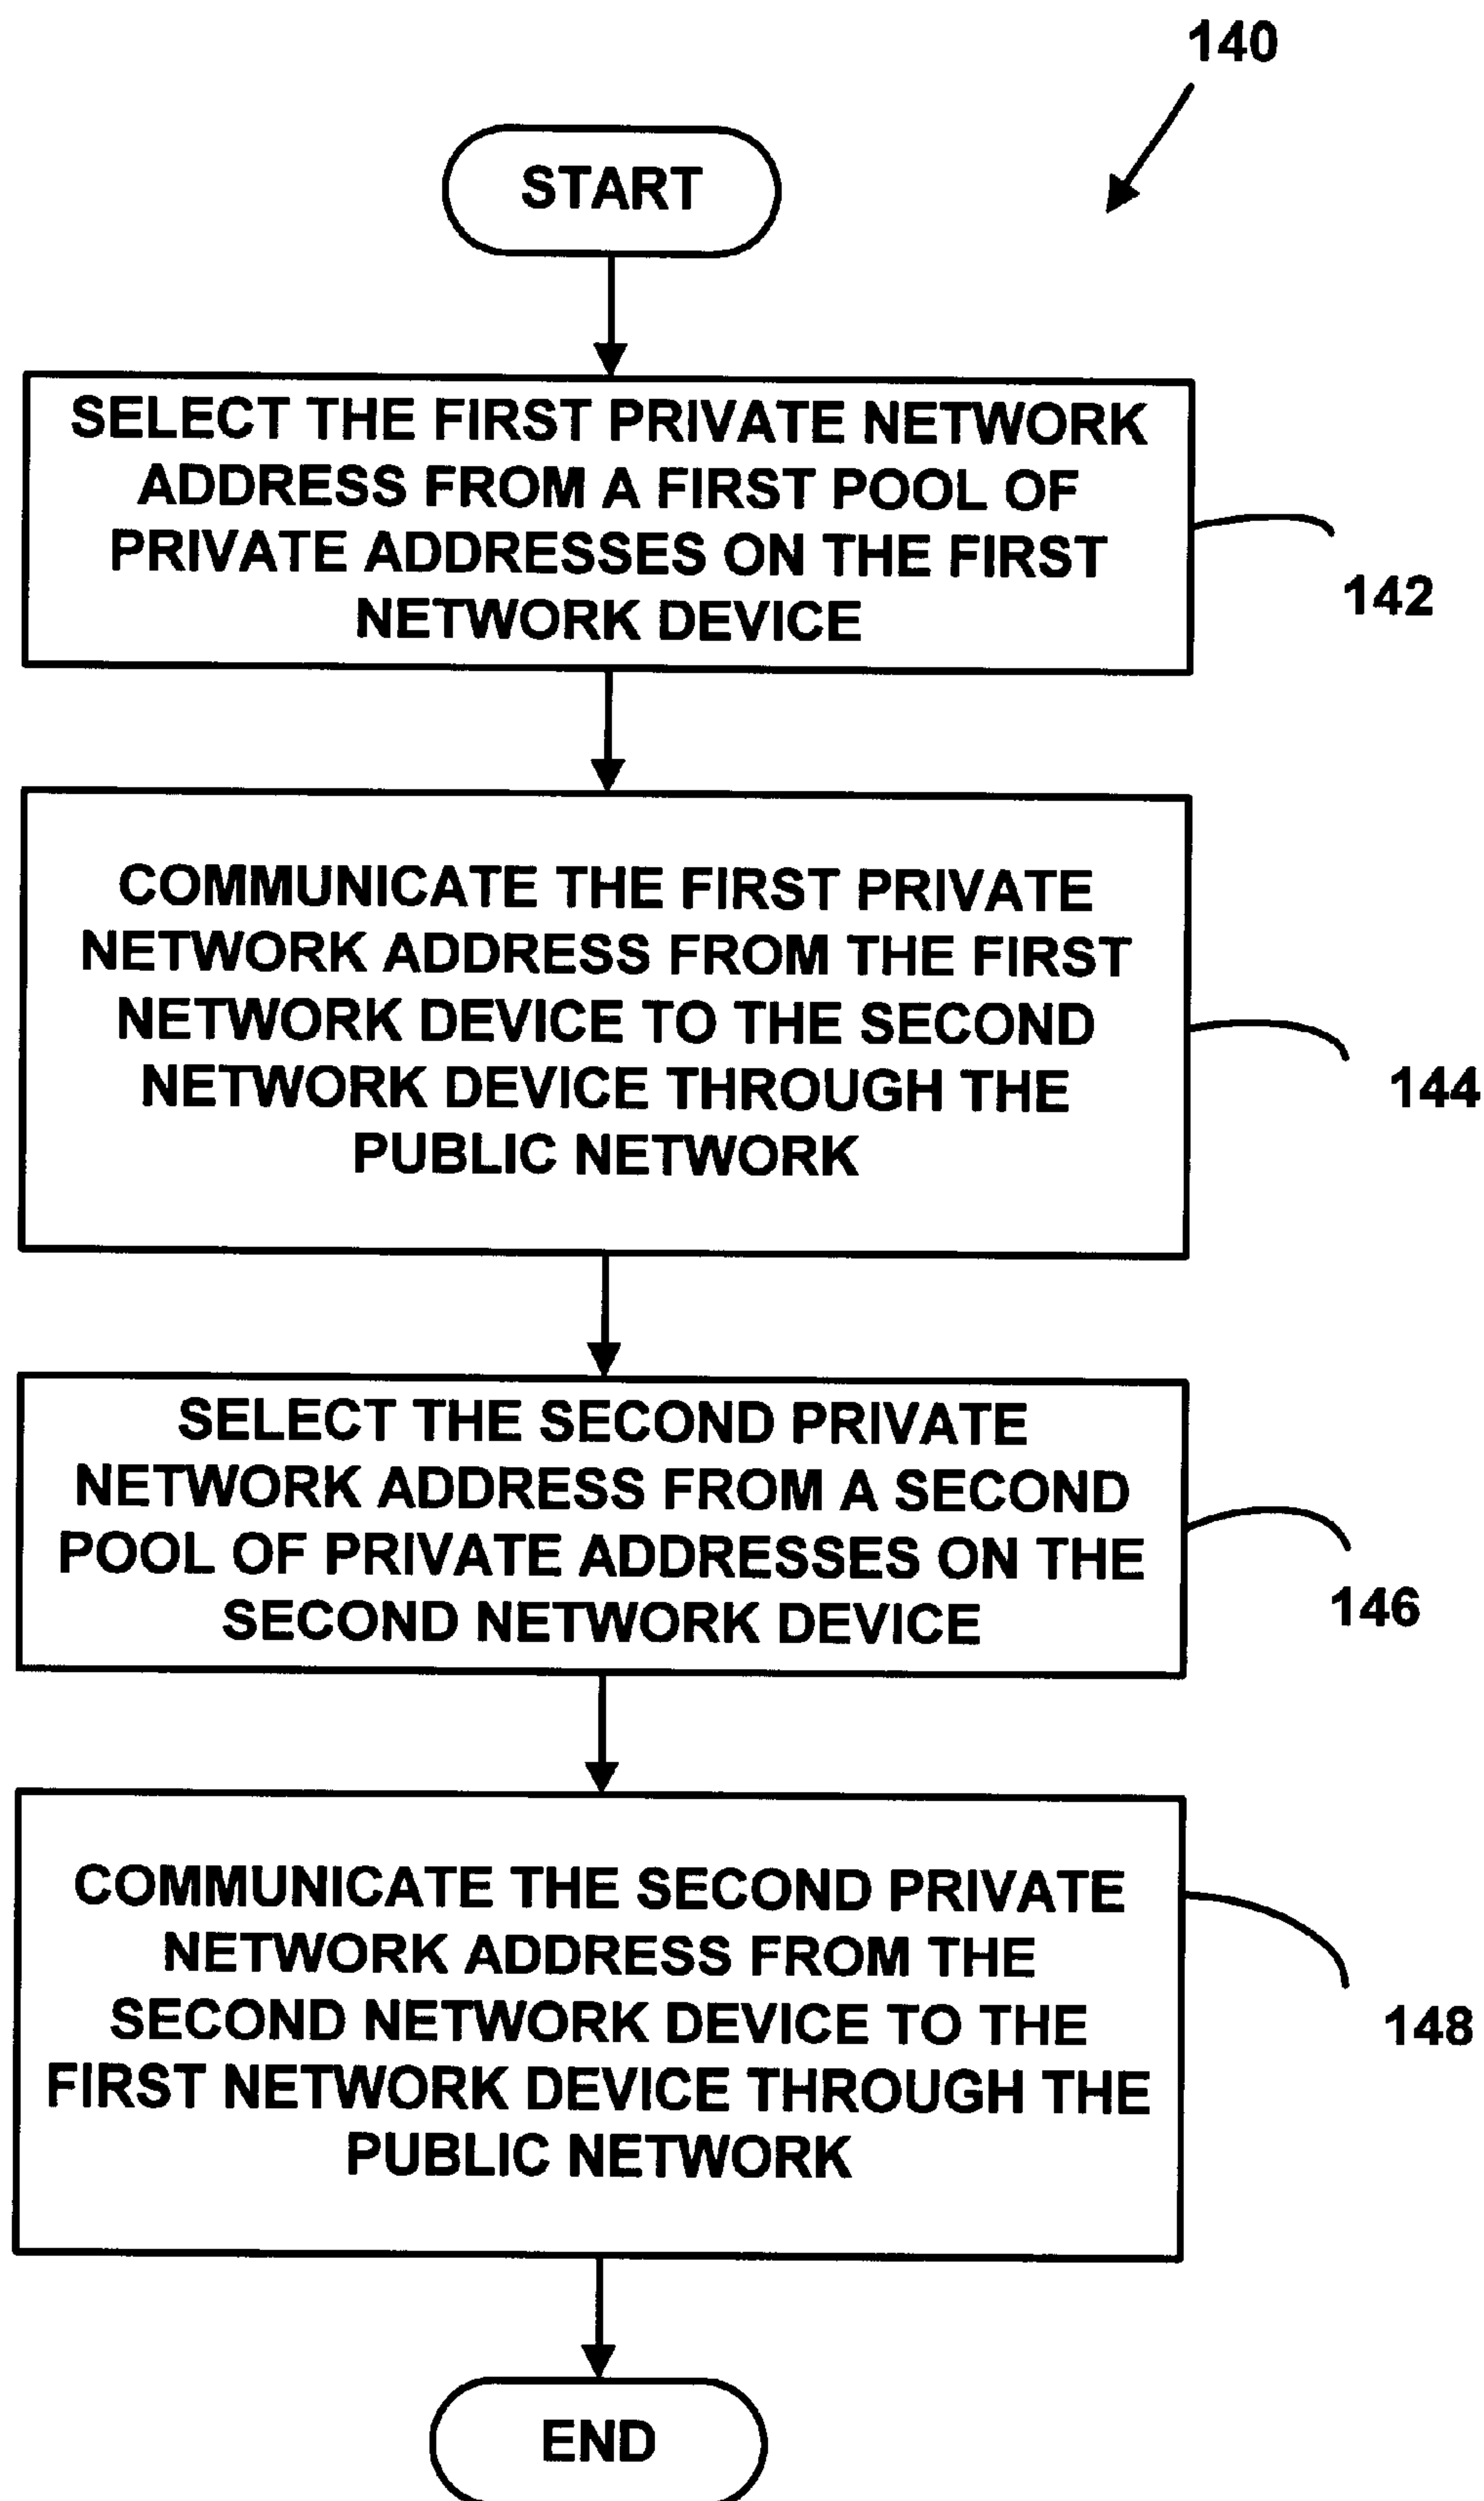 140
START
SELECT THE FIRST PRIVATE NETWORK
ADDRESS FROM A FIRST POOL OF
PRIVATE ADDRESSES ON THE FIRST
NETWORK DEVICE
142
COMMUNICATE THE FIRST PRIVATE
NETWORK ADDRESS FROM THE FIRST
NETWORK DEVICE TO THE SECOND
NETWORK DEVICE THROUGH THE
PUBLIC NETWORK
144
SELECT THE SECOND PRIVATE
NETWORK ADDRESS FROM A SECOND
POOL OF PRIVATE ADDRESSES ON THE
SECOND NETWORK DEVICE
146
COMMUNICATE THE SECOND PRIVATE
NETWORK ADDRESS FROM THE
SECOND NETWORK DEVICE TO THE
FIRST NETWORK DEVICE THROUGH THE
PUBLIC NETWORK
148
END